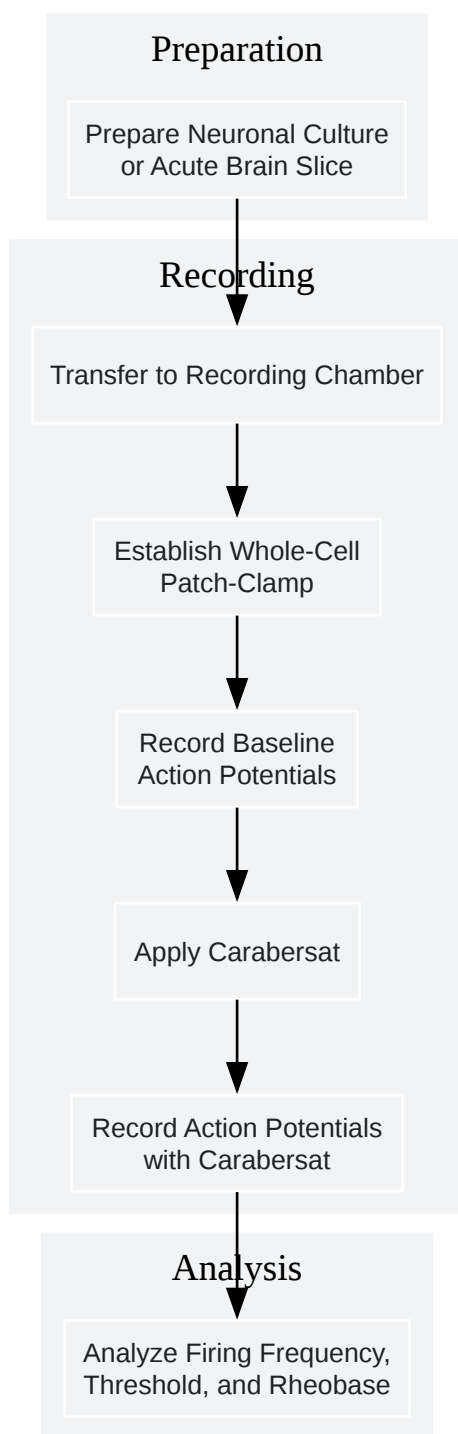 Preparation
Prepare Neuronal Culture
or Acute Brain Slice
Recording
Transfer to Recording Chamber
Establish Whole-Cell
Patch-Clamp
Record Baseline
Action Potentials
Apply Carabersat
Record Action Potentials
with Carabersat
Analysis
Analyze Firing Frequency,
Threshold, and Rheobase